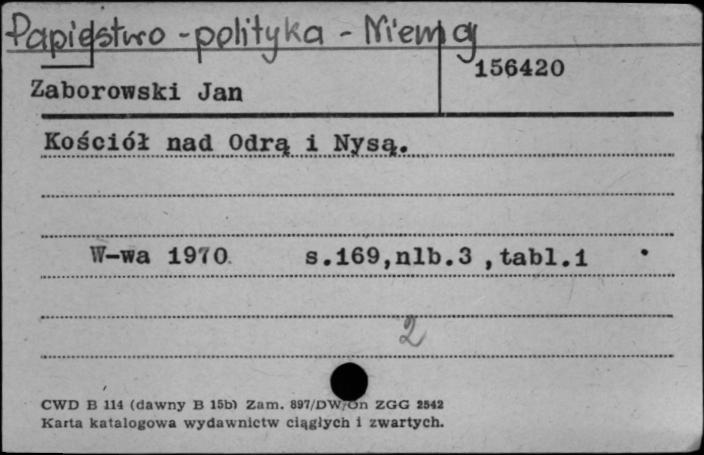 Papiestwo - polityka - Niemcy
156420
Zaborowski Jan
Kościół nad Odrą i Nysą.
W-wa 1970. s.169,nlb.3 ,tabl.1
2
CWD B 114 (dawny B 15b) Zam. 897/DW/On ZGG 2542
Karta katalogowa wydawnictw ciągłych i zwartych.